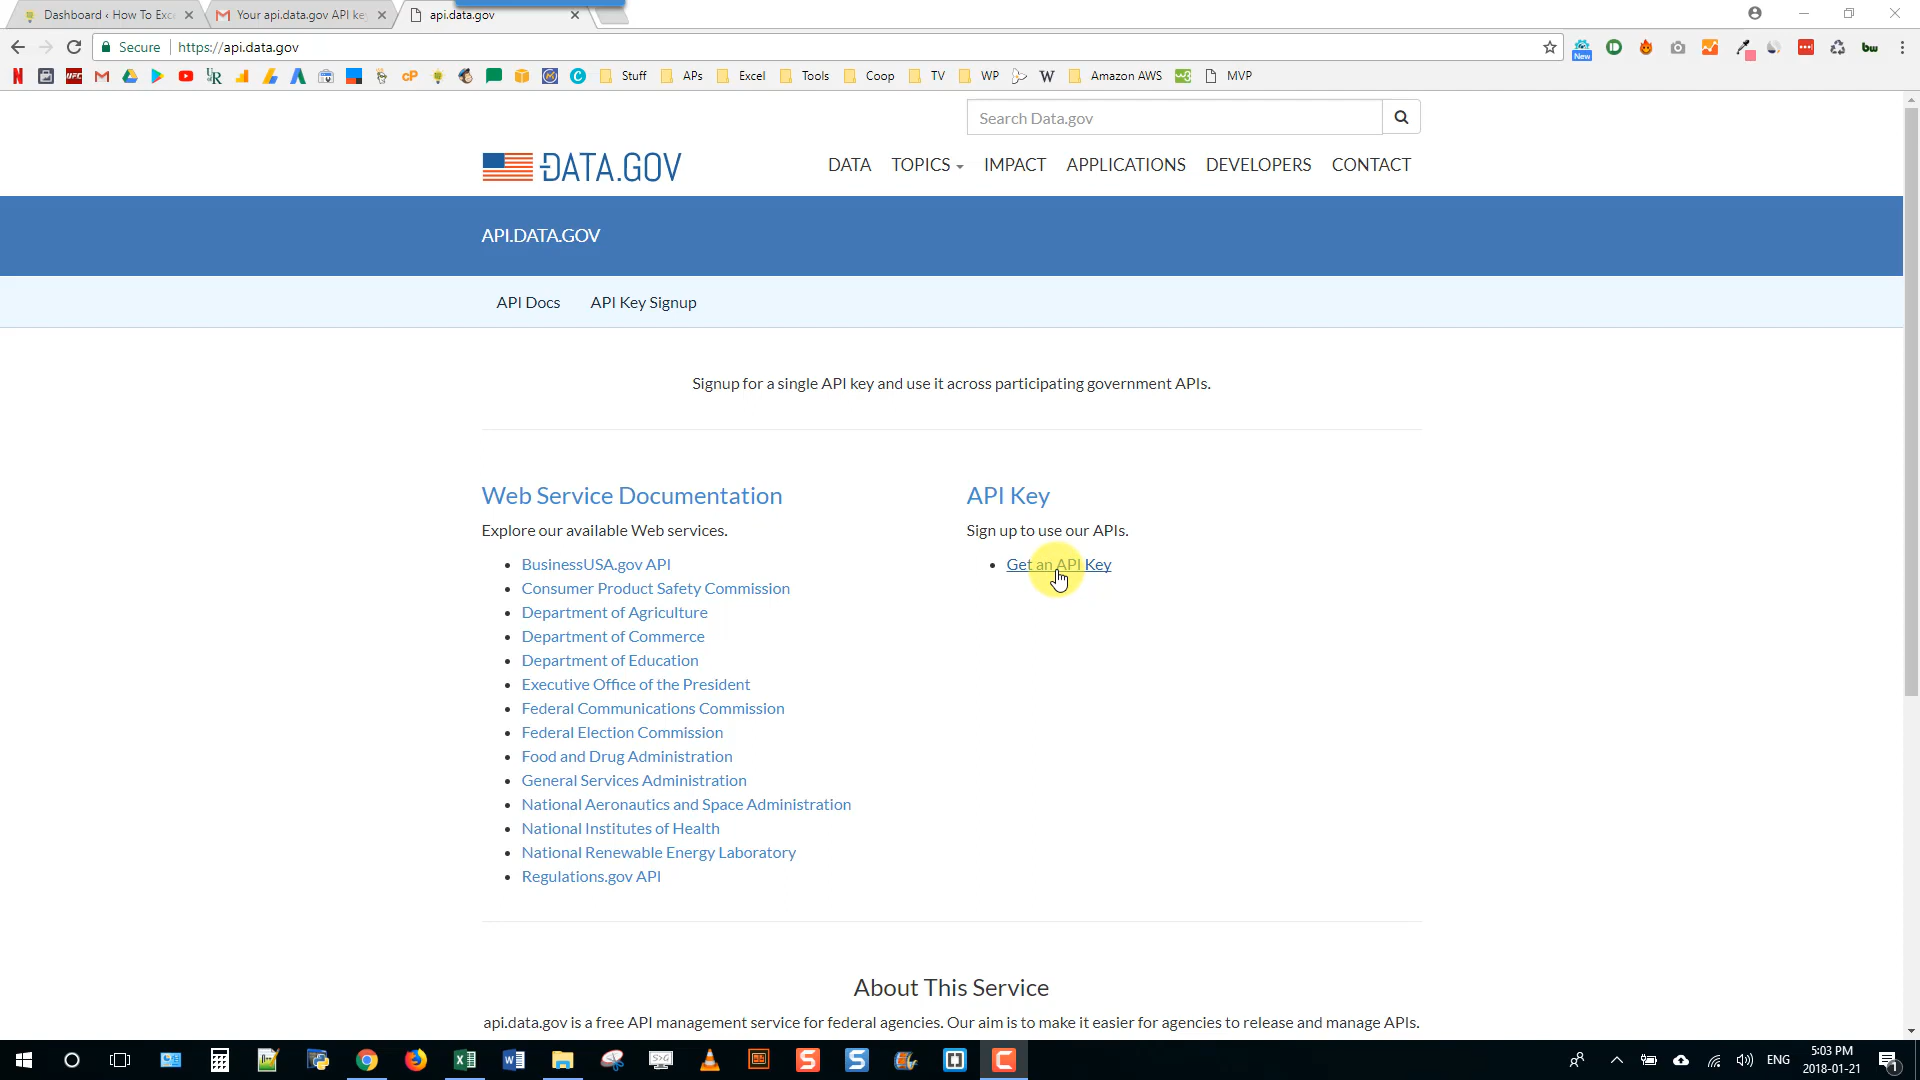 Dashboard ‹ How To Exc
Your api.data.gov API ke
api.data.gov
Secure
https://api.data.gov
New
Stuff
APs
Excel
Tools
Coop
TV
WP
W
Amazon AWS
MVP
bw
Search Data.gov
DATA.GOV
DATA
TOPICS
IMPACT
APPLICATIONS
DEVELOPERS
CONTACT
API.DATA.GOV
API Docs
API Key Signup
Signup for a single API key and use it across participating government APIs.
Web Service Documentation
Explore our available Web services.
BusinessUSA.gov API
Consumer Product Safety Commission
Department of Agriculture
Department of Commerce
Department of Education
Executive Office of the President
Federal Communications Commission
Federal Election Commission
Food and Drug Administration
General Services Administration
National Aeronautics and Space Administration
National Institutes of Health
National Renewable Energy Laboratory
Regulations.gov API
API Key
Sign up to use our APIs.
Get an API Key
About This Service
api.data.gov is a free API management service for federal agencies. Our aim is to make it easier for agencies to release and manage APIs.
ENG
5:03 PM
2018-01-21
1